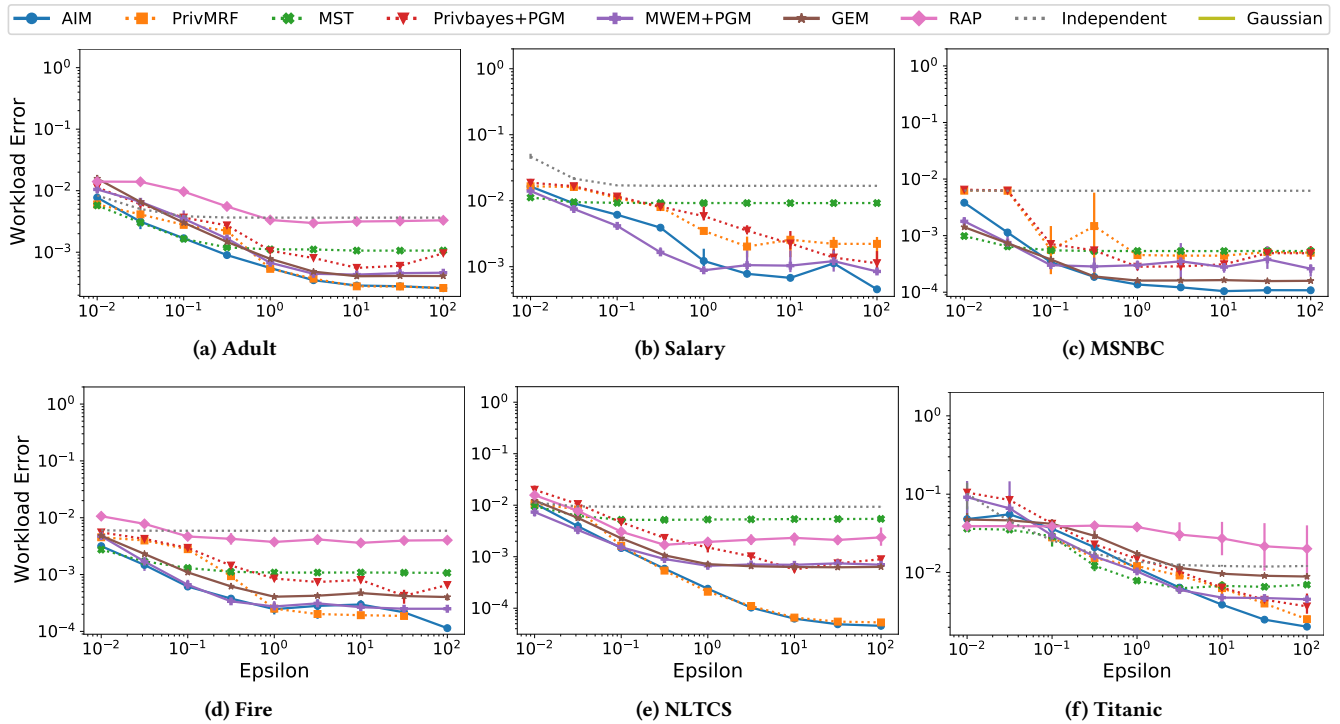 AIM PrivMRF MST Privbayes+PGM MWEM+PGM GEM RAP Independent Gaussian
Workload Error
10^0
10^-1
10^-2
10^-3
10^-2 10^-1 10^0 10^1 10^2
(a) Adult
10^0
10^-1
10^-2
10^-3
10^-2 10^-1 10^0 10^1 10^2
(b) Salary
10^0
10^-1
10^-2
10^-3
10^-4
10^-2 10^-1 10^0 10^1 10^2
(c) MSNBC
Workload Error
10^0
10^-1
10^-2
10^-3
10^-4
10^-2 10^-1 10^0 10^1 10^2
Epsilon
(d) Fire
10^0
10^-1
10^-2
10^-3
10^-4
10^-2 10^-1 10^0 10^1 10^2
Epsilon
(e) NLTCS
10^0
10^-1
10^-2
10^-2 10^-1 10^0 10^1 10^2
Epsilon
(f) Titanic